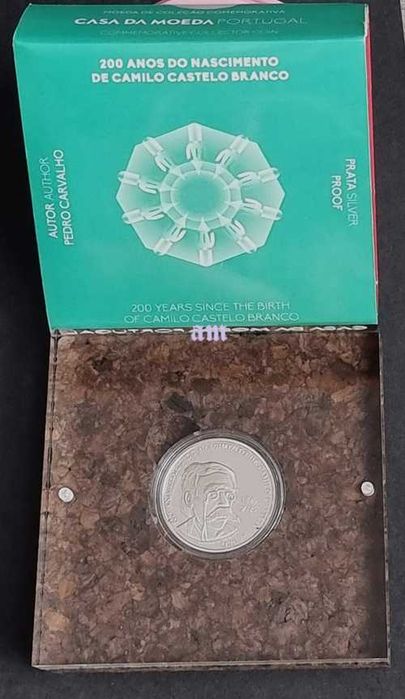 MOEDA DE COLEÇÃO COMEMORATIVA
CASA DA MOEDA PORTUGAL
COMMEMORATIVE COLLECTOR COIN
200 ANOS DO NASCIMENTO
DE CAMILO CASTELO BRANCO
AUTOR AUTHOR
PEDRO CARVALHO
PRATA SILVER
PROOF
200 YEARS SINCE THE BIRTH
OF CAMILO CASTELO BRANCO
am